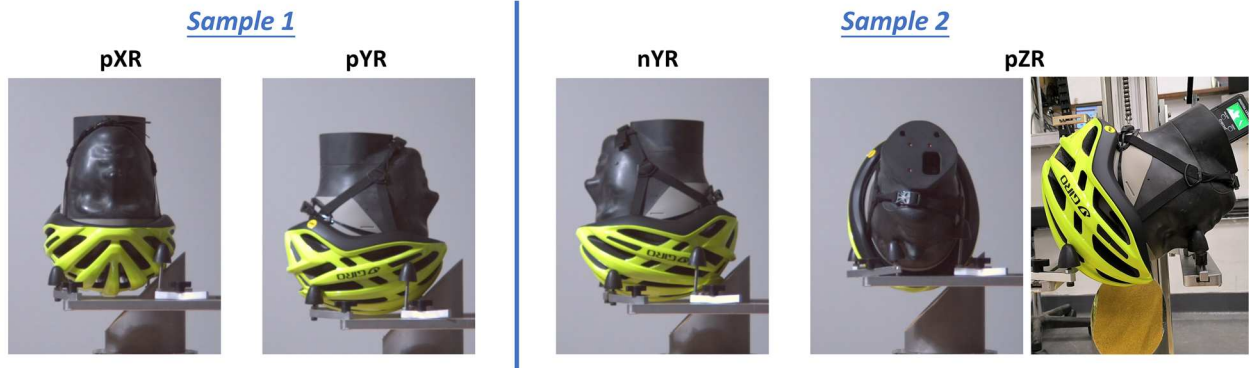 Sample 1
Sample 2
pXR
pYR
nYR
pZR
GIRO
GIRO
GIRO